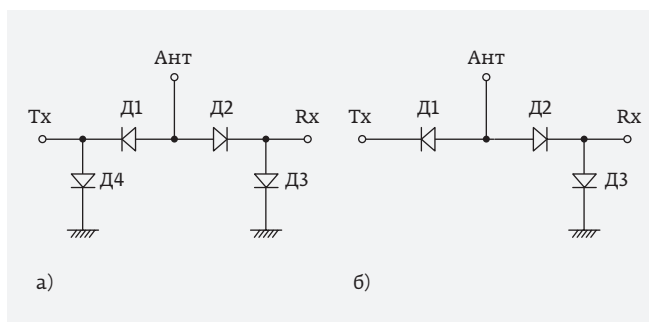 Ант
Tx Д1 Д2 Rx
Д4 Д3
а)
Ант
Tx Д1 Д2 Rx
Д3
б)